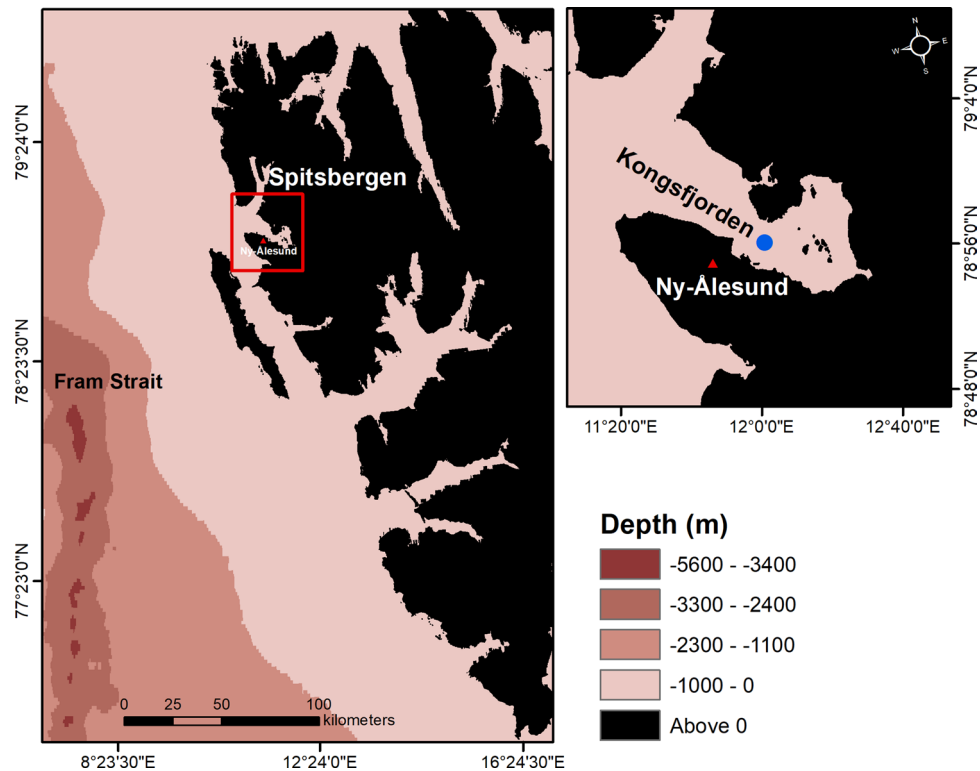 79°24'0"N
78°23'30"N
77°23'0"N
Spitsbergen
Ny-Ålesund
Fram Strait
0 25 50 100
kilometers
8°23'30"E 12°24'0"E 16°24'30"E
N
W E
S
Kongsfjorden
Ny-Ålesund
79°4'0"N
78°56'0"N
78°48'0"N
11°20'0"E 12°0'0"E 12°40'0"E
Depth (m)
-5600 - -3400
-3300 - -2400
-2300 - -1100
-1000 - 0
Above 0